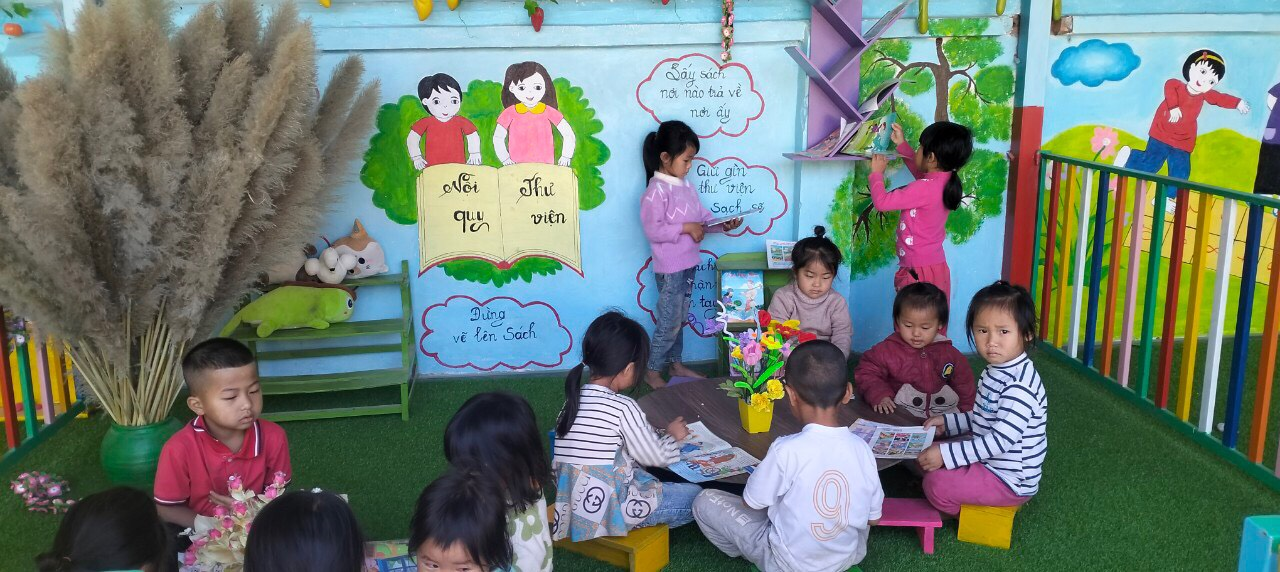 Nội
quy
Thư
viện
Lấy sách
nơi nào trả về
nơi ấy
Giữ gìn
thư viện
Sạch sẽ
Đừng
vẽ lên Sách
9